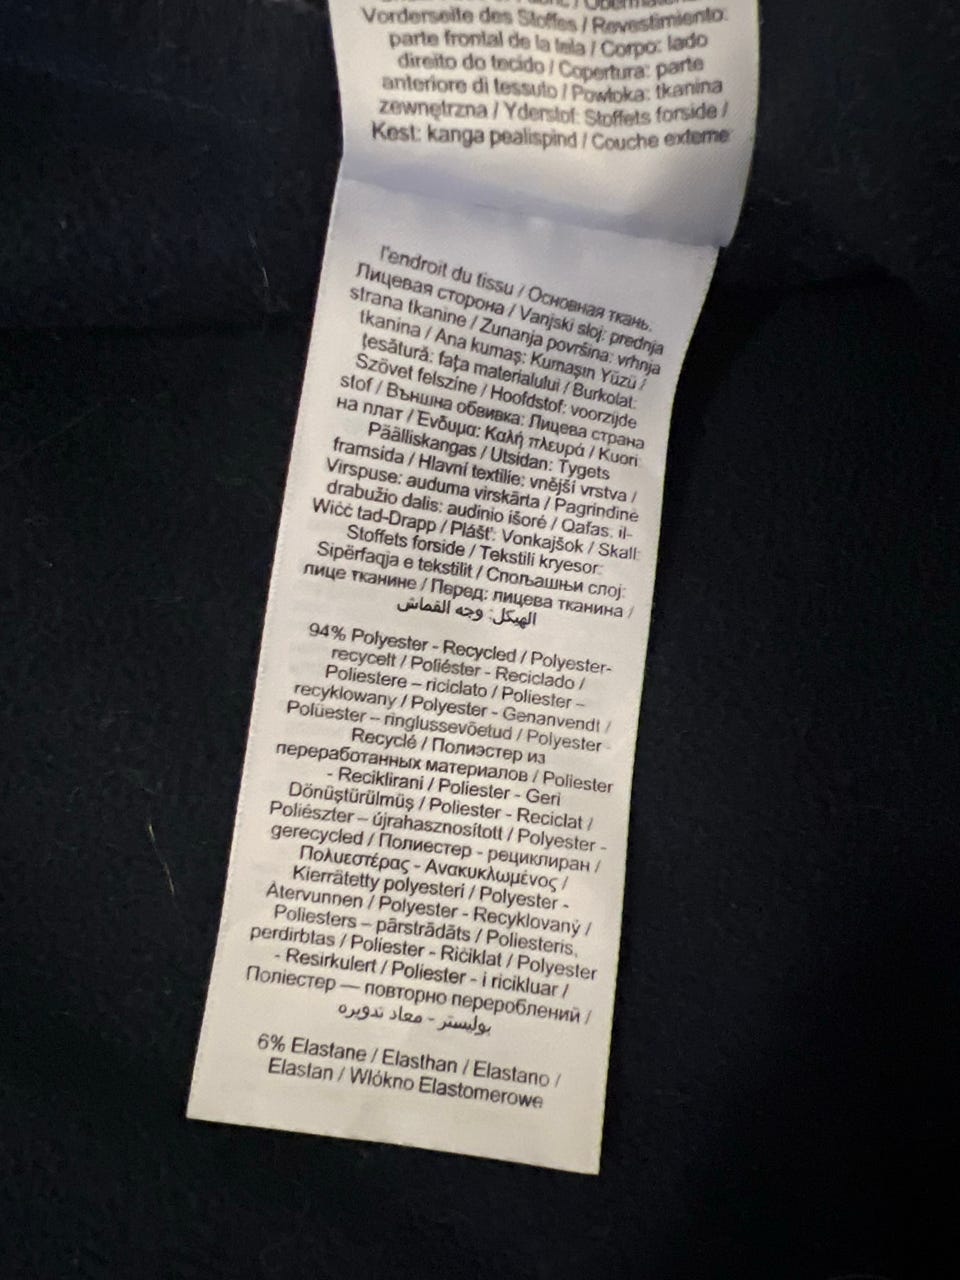 Vorderseite des Stoffes / Revestimiento:
parte frontal de la tela / Corpo: lado
direito do tecido / Copertura: parte
anteriore di tessuto / Powłoka: tkanina
zewnętrzna / Yderstof: Stoffets forside /
Kest: kanga pealispind / Couche externe:
l'endroit du tissu / Основная ткань:
Лицевая сторона / Vanjski sloj: prednja
strana tkanine / Zunanja površina: vrhnja
tkanina / Ana kumaş: Kumaşın Yüzü /
țesătură: fața materialului / Burkolat:
Szövet felszíne / Hoofdstof: voorzijde
stof / Външна обвивка: Лицева страна
на плат / Ένδυμα: Καλή πλευρά / Kuori:
Päälliskangas / Utsidan: Tygets
framsida / Hlavní textilie: vnější vrstva /
Virspuse: auduma virskārta / Pagrindinė
drabužio dalis: audinio išorė / Qafas: il-
Wiċċ tad-Drapp / Plášť: Vonkajšok / Skall:
Stoffets forside / Tekstili kryesor:
Sipërfaqja e tekstilit / Спољашњи слој:
лице тканине / Перед: лицева тканина /
الهيكل: وجه القماش
94% Polyester - Recycled / Polyester-
recycelt / Poliéster - Reciclado /
Poliestere – riciclato / Poliester –
recyklowany / Polyester - Genanvendt /
Polüester – ringlussevõetud / Polyester -
Recyclé / Полиэстер из
переработанных материалов / Poliester
- Reciklirani / Poliester - Geri
Dönüştürülmüş / Poliester - Reciclat /
Poliészter – újrahasznosított / Polyester -
gerecycled / Полиестер - рециклиран /
Πολυεστέρας - Ανακυκλωμένος /
Kierrätetty polyesteri / Polyester -
Återvunnen / Polyester - Recyklovaný /
Poliesters – pārstrādāts / Poliesteris,
perdirbtas / Poliester - Riċiklat / Polyester
- Resirkulert / Poliester - i ricikluar /
Поліестер — повторно перероблений /
بوليستر - معاد تدويره
6% Elastane / Elasthan / Elastano /
Elastan / Włókno Elastomerowe